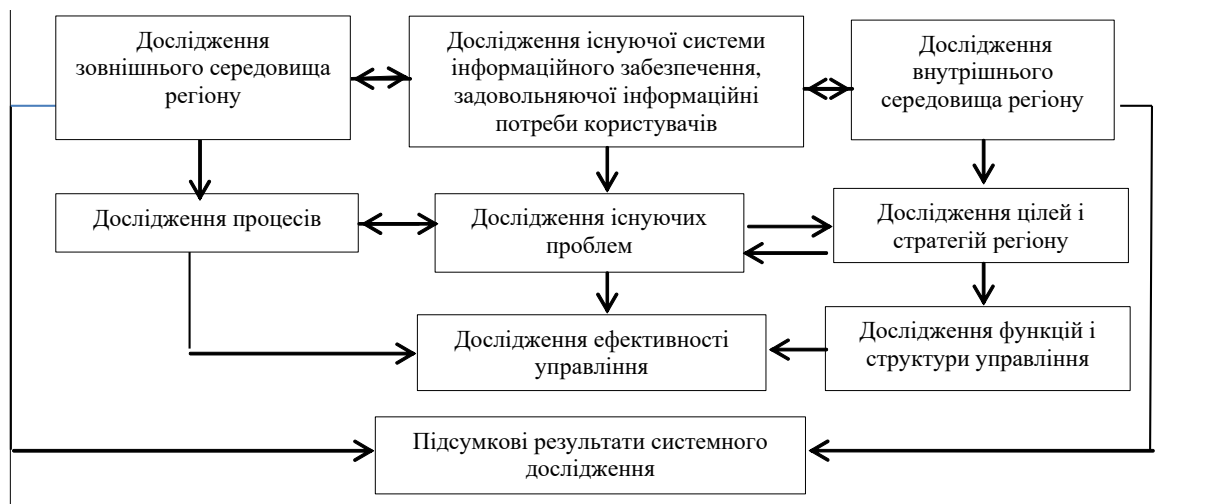 Дослідження
зовнішнього середовища
регіону
Дослідження існуючої системи
інформаційного забезпечення,
задовольняючої інформаційні
потреби користувачів
Дослідження
внутрішнього
середовища регіону
Дослідження процесів
Дослідження існуючих
проблем
Дослідження цілей і
стратегій регіону
Дослідження ефективності
управління
Дослідження функцій і
структури управління
Підсумкові результати системного
дослідження